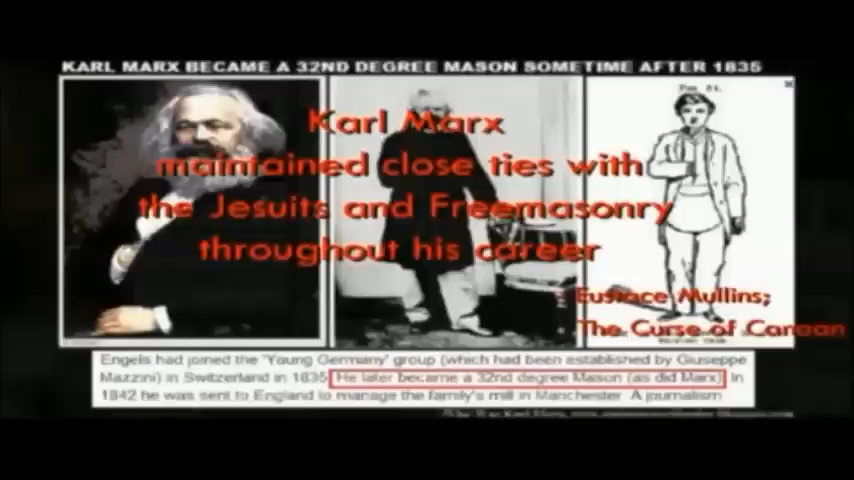 KARL MARX BECAME A 32ND DEGREE MASON SOMETIME AFTER 1835
Karl Marx
maintained close ties with
the Jesuits and Freemasonry
throughout his career
Eustace Mullins;
The Curse of Canaan
Engels had joined the 'Young Germany' group (which had been established by Giuseppe
Mazzini) in Switzerland in 1835 He later became a 32nd degree Mason (as did Marx) In
1842 he was sent to England to manage the family's mill in Manchester A journalism